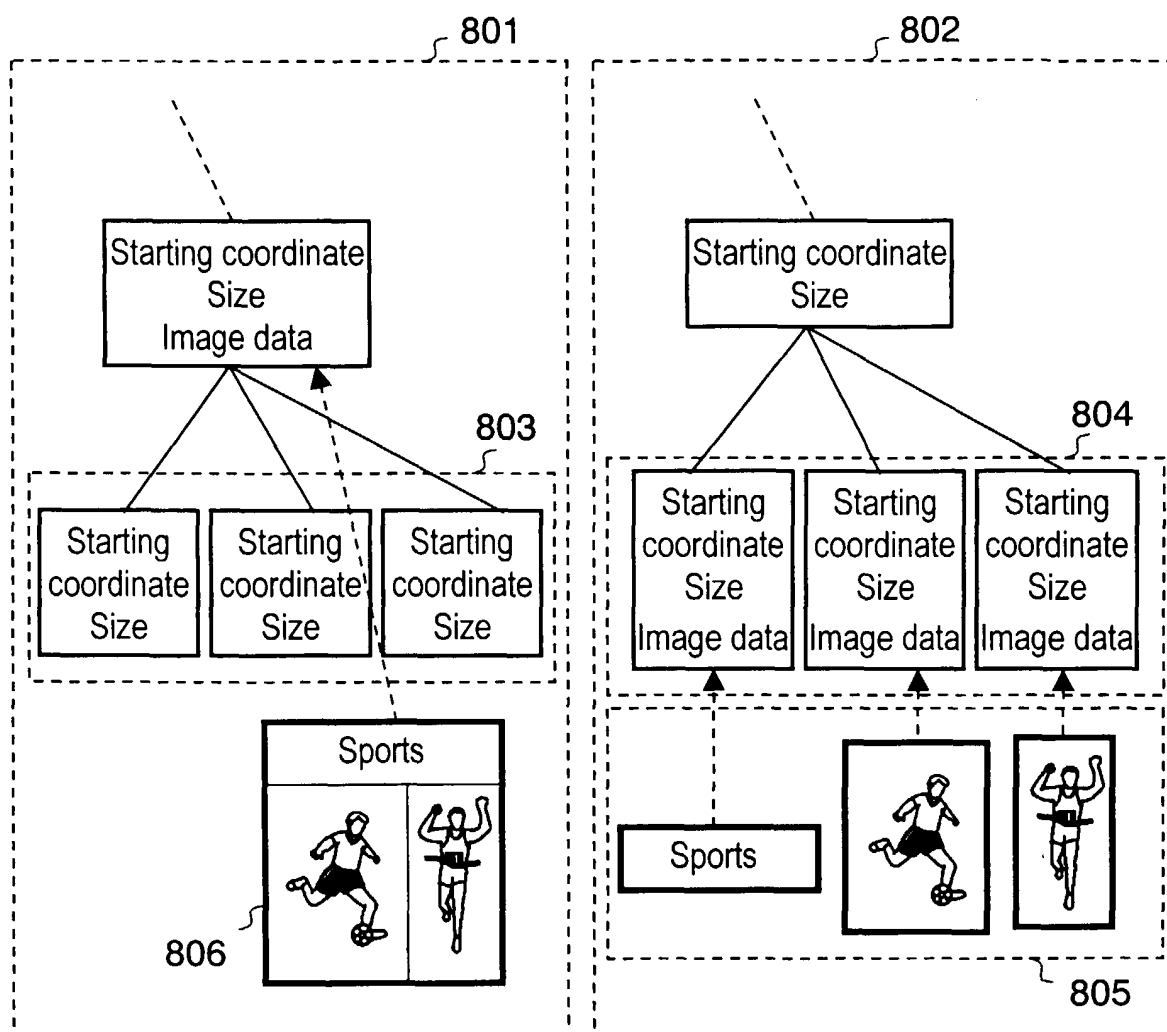 801
802
Starting coordinate
Size
Image data
Starting coordinate
Size
803
804
Starting
coordinate
Size
Starting
coordinate
Size
Starting
coordinate
Size
Starting
coordinate
Size
Image data
Starting
coordinate
Size
Image data
Starting
coordinate
Size
Image data
Sports
806
Sports
805